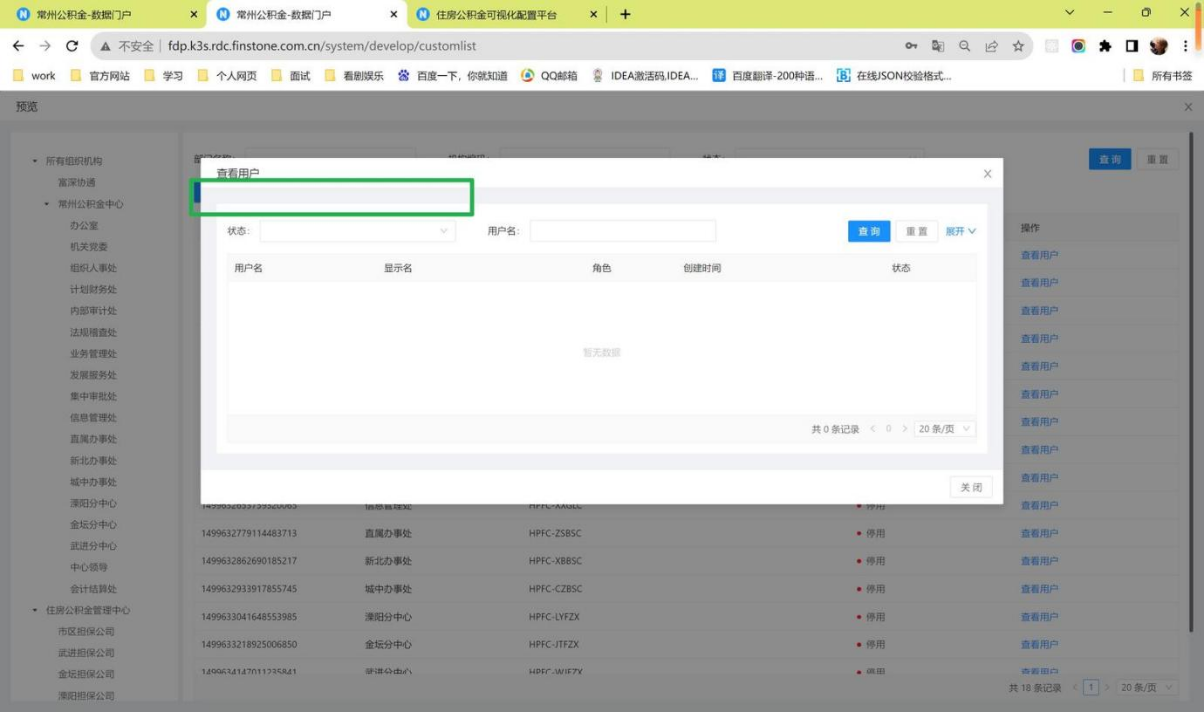 常州公积金-数据门户 常州公积金-数据门户 住房公积金可视化配置平台
不安全 fdp.k3s.rdc.finstone.com.cn/system/develop/customlist
work 官方网站 学习 个人网页 面试 看剧娱乐 百度一下，你就知道 QQ邮箱 IDEA激活码,IDEA... 百度翻译-200种语... 在线JSON校验格式... 所有书签
预览
查询 重置
所有组织机构
富深协通
常州公积金中心
办公室
机关党委
组织人事处
计划财务处
内部审计处
法规稽查处
业务管理处
发展服务处
集中审批处
信息管理处
直属办事处
新北办事处
城中办事处
溧阳分中心
金坛分中心
武进分中心
中心领导
会计结算处
住房公积金管理中心
市区担保公司
武进担保公司
金坛担保公司
溧阳担保公司
查看用户
状态: 用户名: 查询 重置 展开
用户名 显示名 角色 创建时间 状态
暂无数据
共 0 条记录 < 0 > 20 条/页
关闭
操作
查看用户
查看用户
查看用户
查看用户
查看用户
查看用户
查看用户
查看用户
查看用户
停用 查看用户
1499632779114483713 直属办事处 HPFC-ZSBSC 停用 查看用户
1499632862690185217 新北办事处 HPFC-XBBSC 停用 查看用户
1499632933917855745 城中办事处 HPFC-CZBSC 停用 查看用户
1499633041648553985 溧阳分中心 HPFC-LYFZX 停用 查看用户
1499633218925006850 金坛分中心 HPFC-JTFZX 停用 查看用户
1499634147011235841 武进分中心 HPFC-WJFZX 停用 查看用户
共 18 条记录 < 1 > 20 条/页